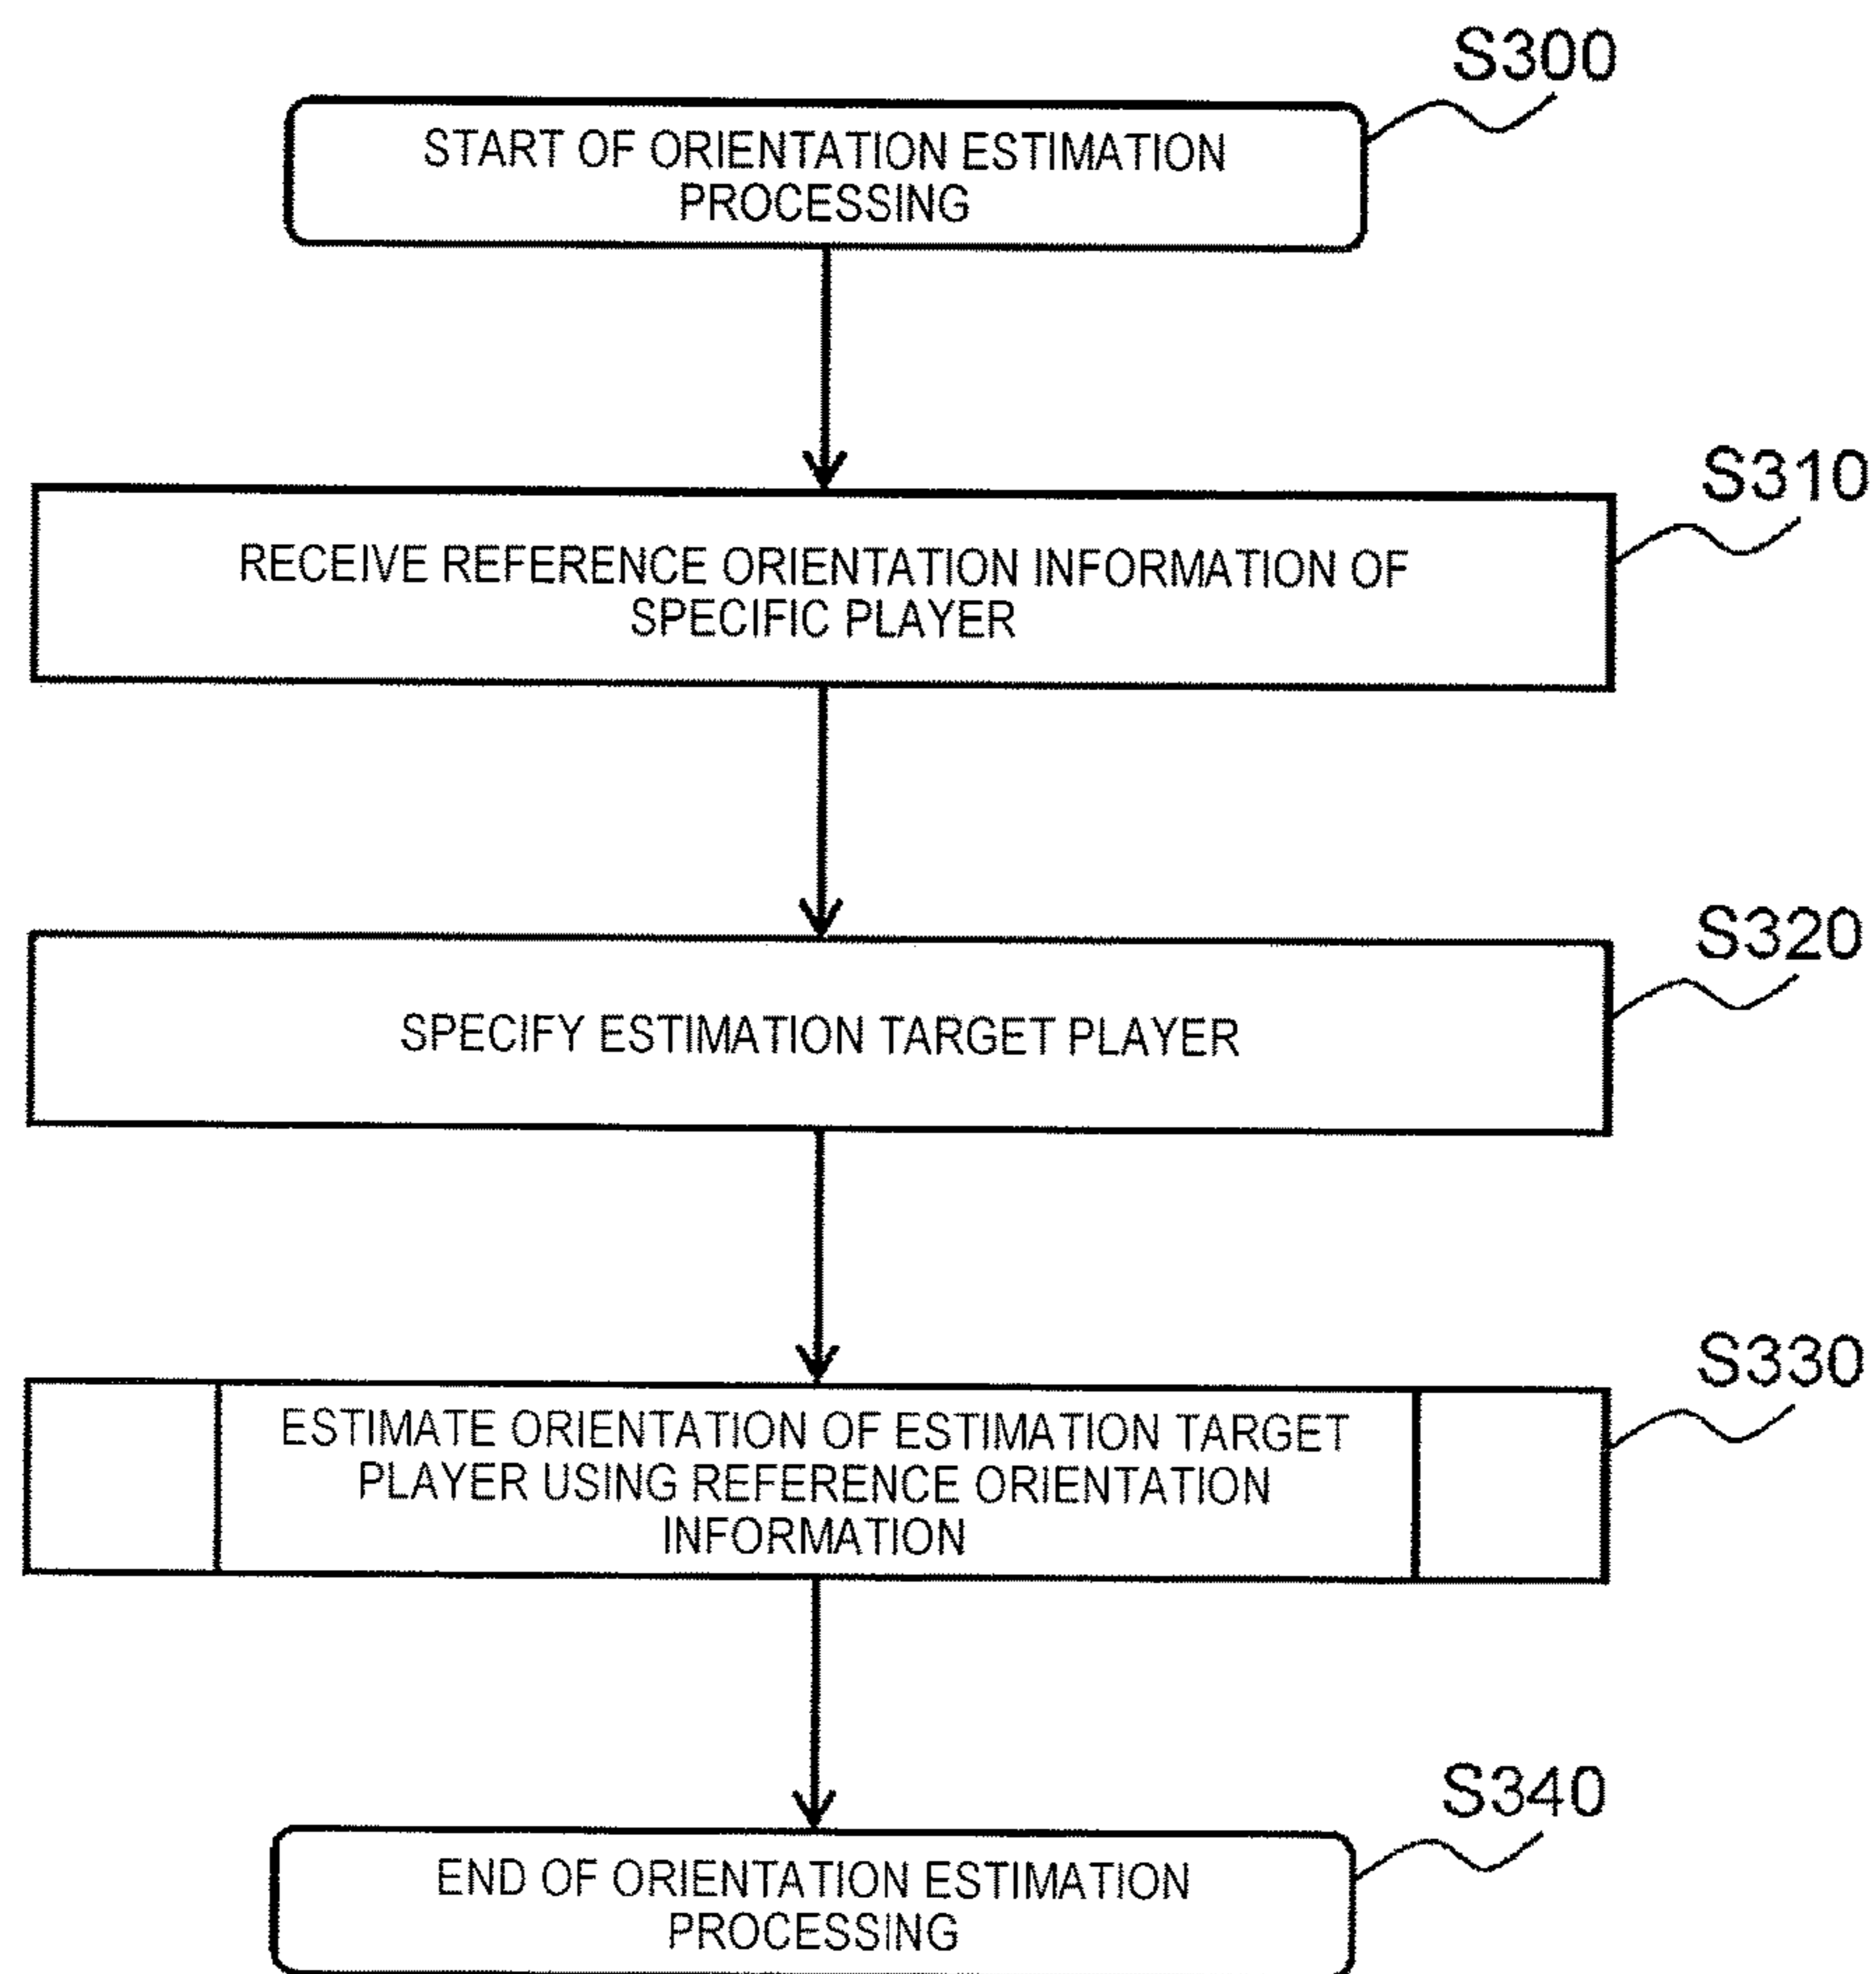 S300
START OF ORIENTATION ESTIMATION
PROCESSING
S310
RECEIVE REFERENCE ORIENTATION INFORMATION OF
SPECIFIC PLAYER
S320
SPECIFY ESTIMATION TARGET PLAYER
S330
ESTIMATE ORIENTATION OF ESTIMATION TARGET
PLAYER USING REFERENCE ORIENTATION
INFORMATION
S340
END OF ORIENTATION ESTIMATION
PROCESSING